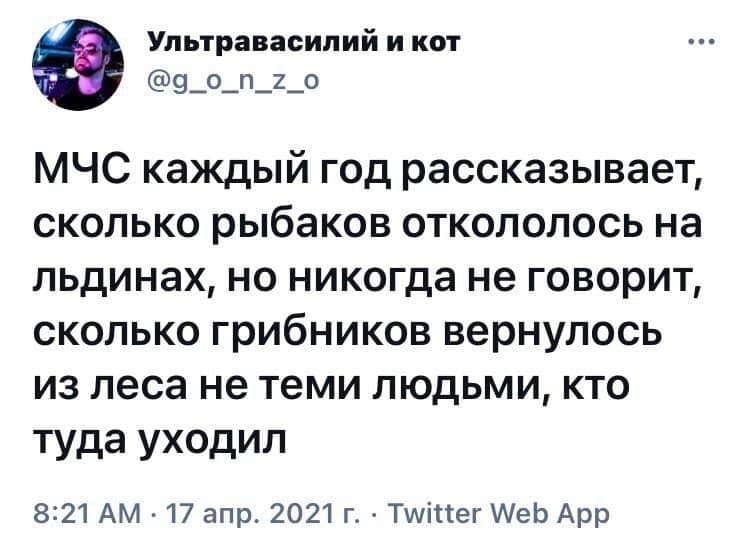 Ультравасилий и кот
@g_o_n_z_o
МЧС каждый год рассказывает,
сколько рыбаков откололось на
льдинах, но никогда не говорит,
сколько грибников вернулось
из леса не теми людьми, кто
туда уходил
8:21 AM · 17 апр. 2021 г. · Twitter Web App